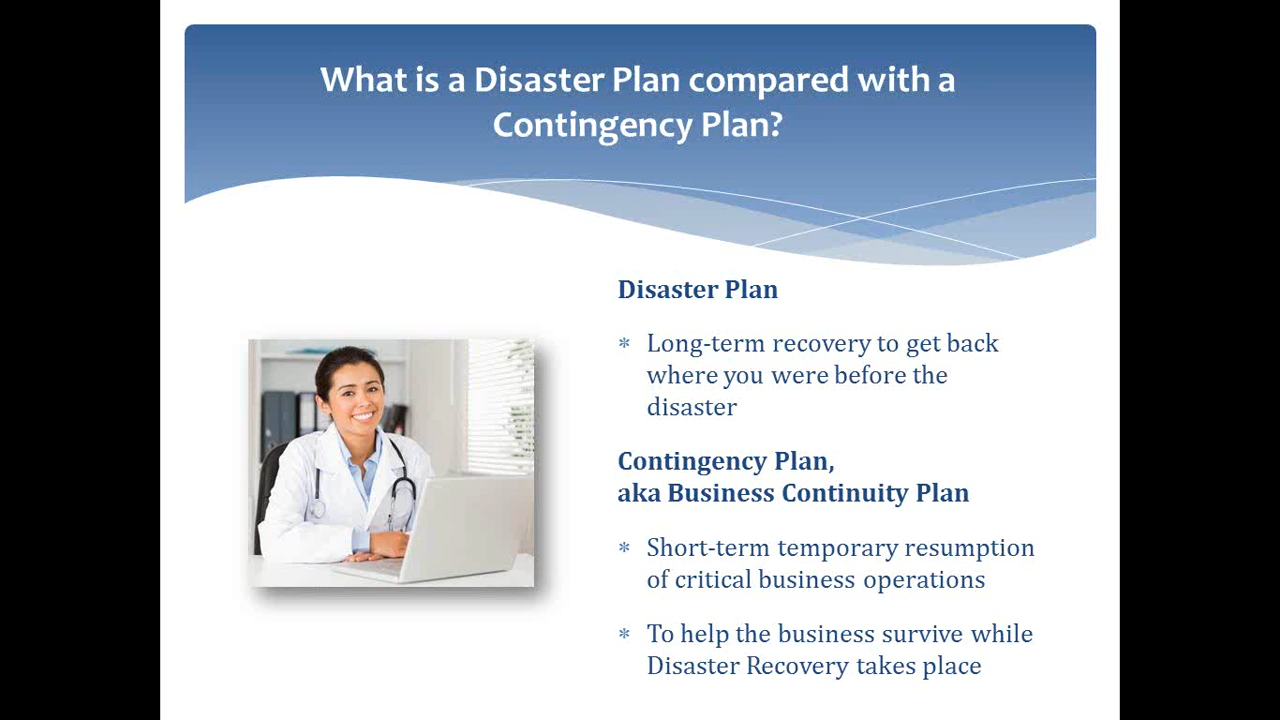 What is a Disaster Plan compared with a
Contingency Plan?
Disaster Plan
* Long-term recovery to get back
where you were before the
disaster
Contingency Plan,
aka Business Continuity Plan
* Short-term temporary resumption
of critical business operations
* To help the business survive while
Disaster Recovery takes place